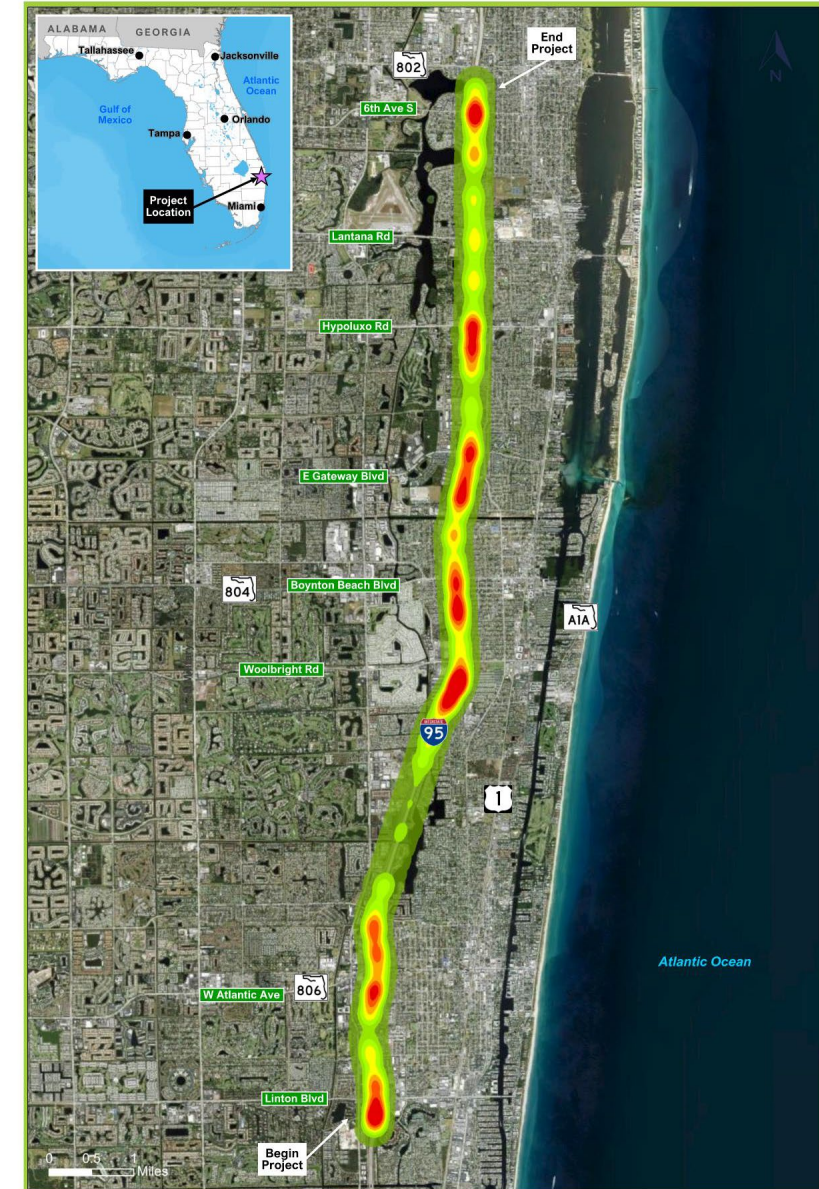 ALABAMA
GEORGIA
Tallahassee
Jacksonville
Atlantic
Ocean
Gulf of
Mexico
Orlando
Tampa
Project
Location
Miami
End
Project
N
802
6th Ave S
Lantana Rd
Hypoluxo Rd
E Gateway Blvd
804
Boynton Beach Blvd
A1A
Woolbright Rd
INTERSTATE
95
1
Atlantic Ocean
806
W Atlantic Ave
Linton Blvd
Begin
Project
0 0.5 1
Miles